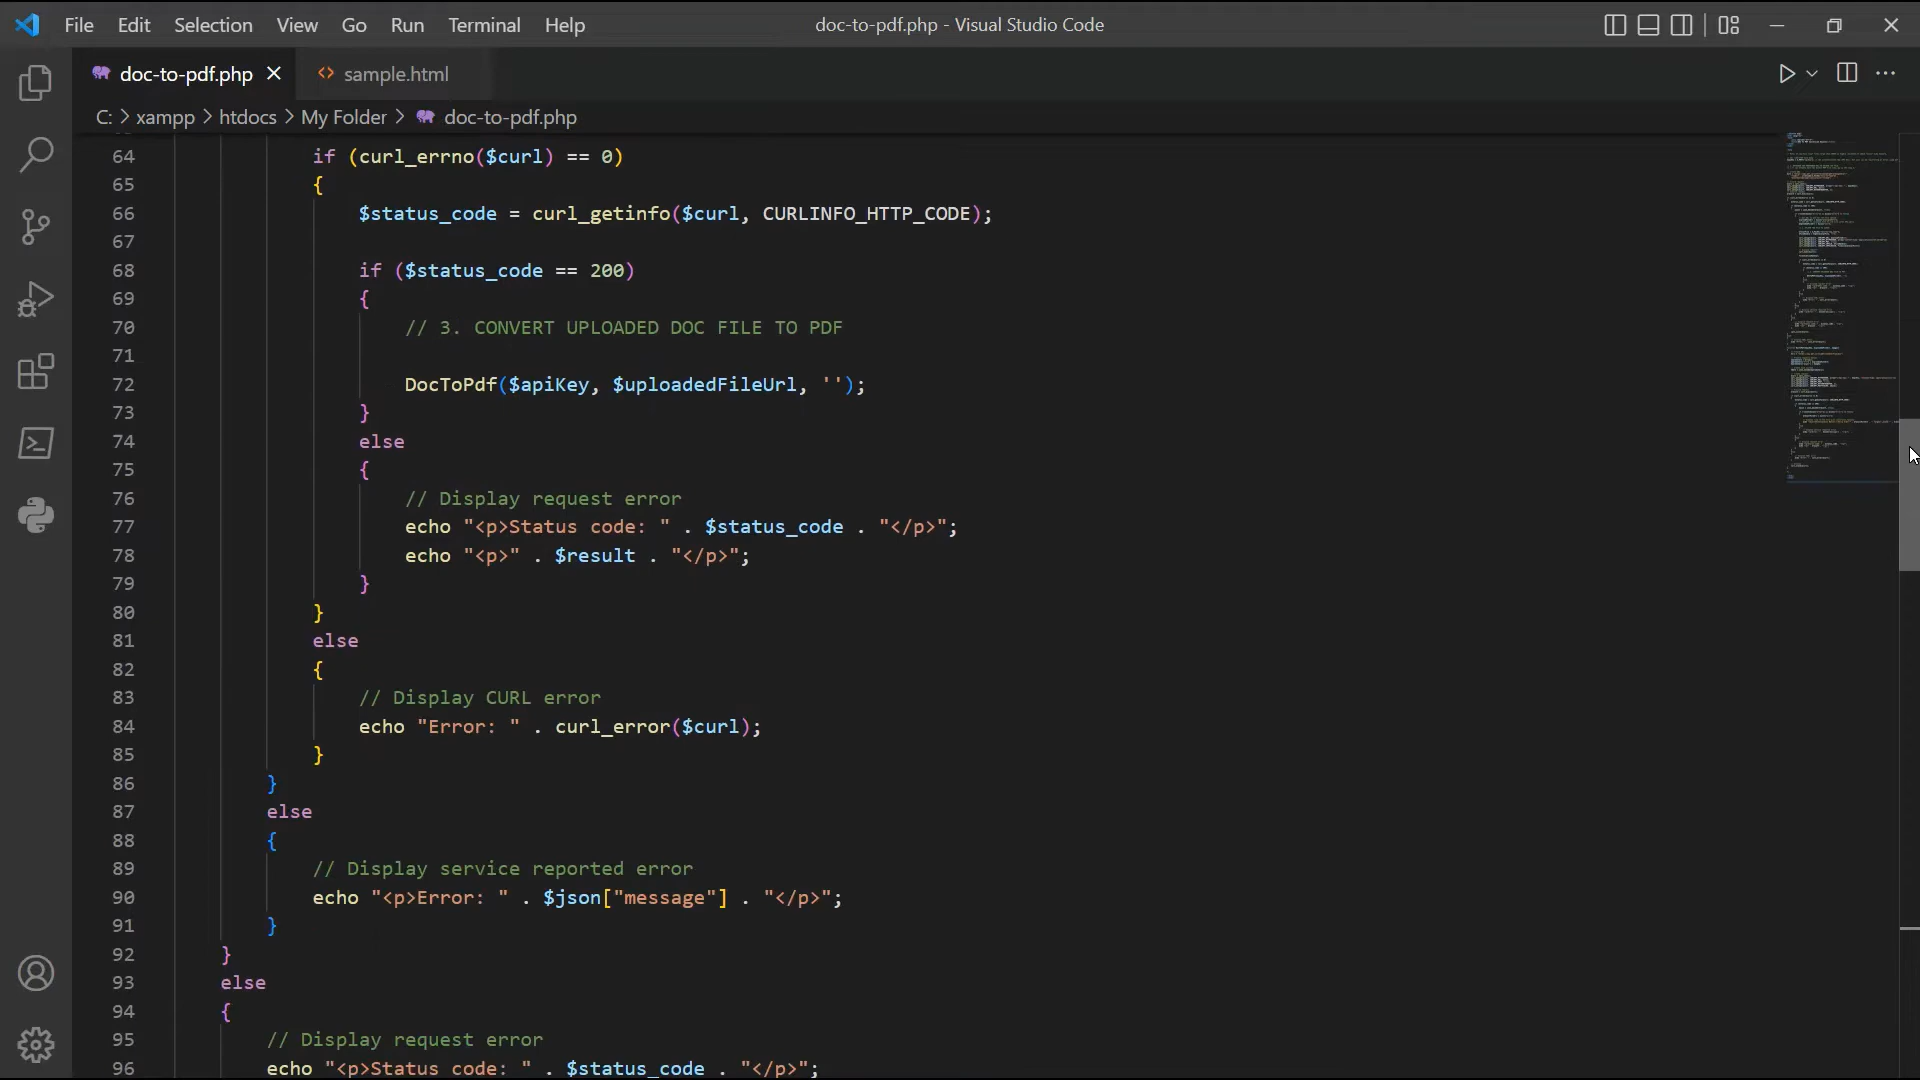 File Edit Selection View Go Run Terminal Help doc-to-pdf.php - Visual Studio Code
doc-to-pdf.php sample.html
C: > xampp > htdocs > My Folder > doc-to-pdf.php
64 if (curl_errno($curl) == 0)
65 {
66 $status_code = curl_getinfo($curl, CURLINFO_HTTP_CODE);
67
68 if ($status_code == 200)
69 {
70 // 3. CONVERT UPLOADED DOC FILE TO PDF
71
72 DocToPdf($apiKey, $uploadedFileUrl, '');
73 }
74 else
75 {
76 // Display request error
77 echo "<p>Status code: " . $status_code . "</p>";
78 echo "<p>" . $result . "</p>";
79 }
80 }
81 else
82 {
83 // Display CURL error
84 echo "Error: " . curl_error($curl);
85 }
86 }
87 else
88 {
89 // Display service reported error
90 echo "<p>Error: " . $json["message"] . "</p>";
91 }
92 }
93 else
94 {
95 // Display request error
96 echo "<p>Status code: " . $status_code . "</p>";